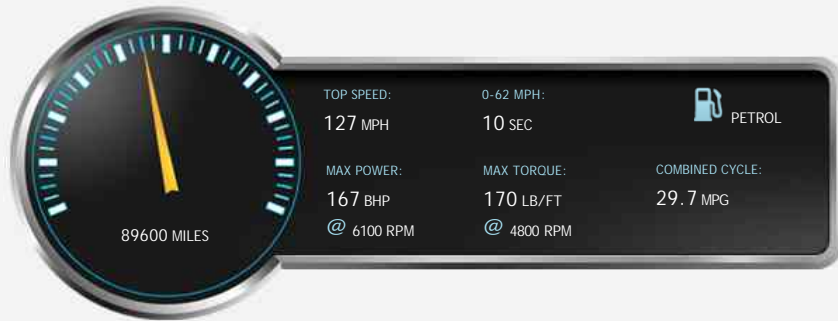 89600 MILES
TOP SPEED:
127 MPH
0-62 MPH:
10 SEC
PETROL
MAX POWER:
167 BHP
@ 6100 RPM
MAX TORQUE:
170 LB/FT
@ 4800 RPM
COMBINED CYCLE:
29.7 MPG